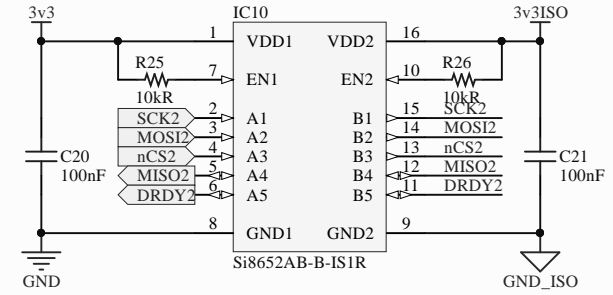 3v3
IC10
3v3ISO
1
VDD1
VDD2
16
R25
10kR
7
EN1
EN2
10
R26
10kR
SCK2
2
A1
B1
15
SCK2
MOSI2
3
A2
B2
14
MOSI2
nCS2
4
A3
B3
13
nCS2
MISO2
5
A4
B4
12
MISO2
DRDY2
6
A5
B5
11
DRDY2
C20
100nF
C21
100nF
8
GND1
GND2
9
Si8652AB-B-IS1R
GND
GND_ISO